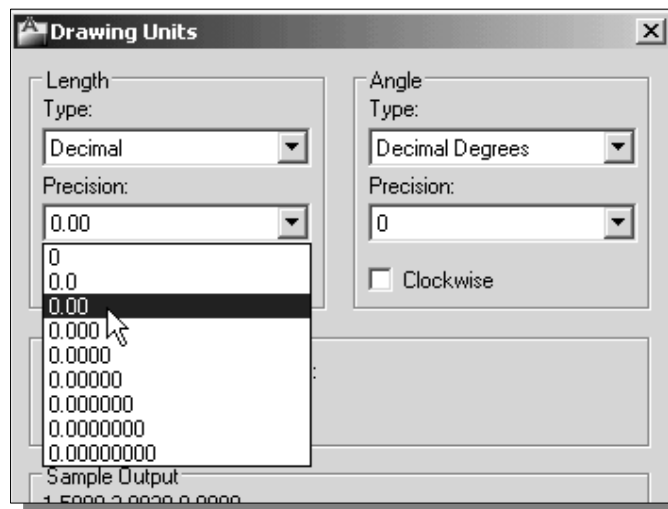 Drawing Units
Length
Type:
Decimal
Precision:
0.00
0
0.0
0.00
0.000
0.0000
0.00000
0.000000
0.0000000
0.00000000
Angle
Type:
Decimal Degrees
Precision:
0
Clockwise
:
Sample Output